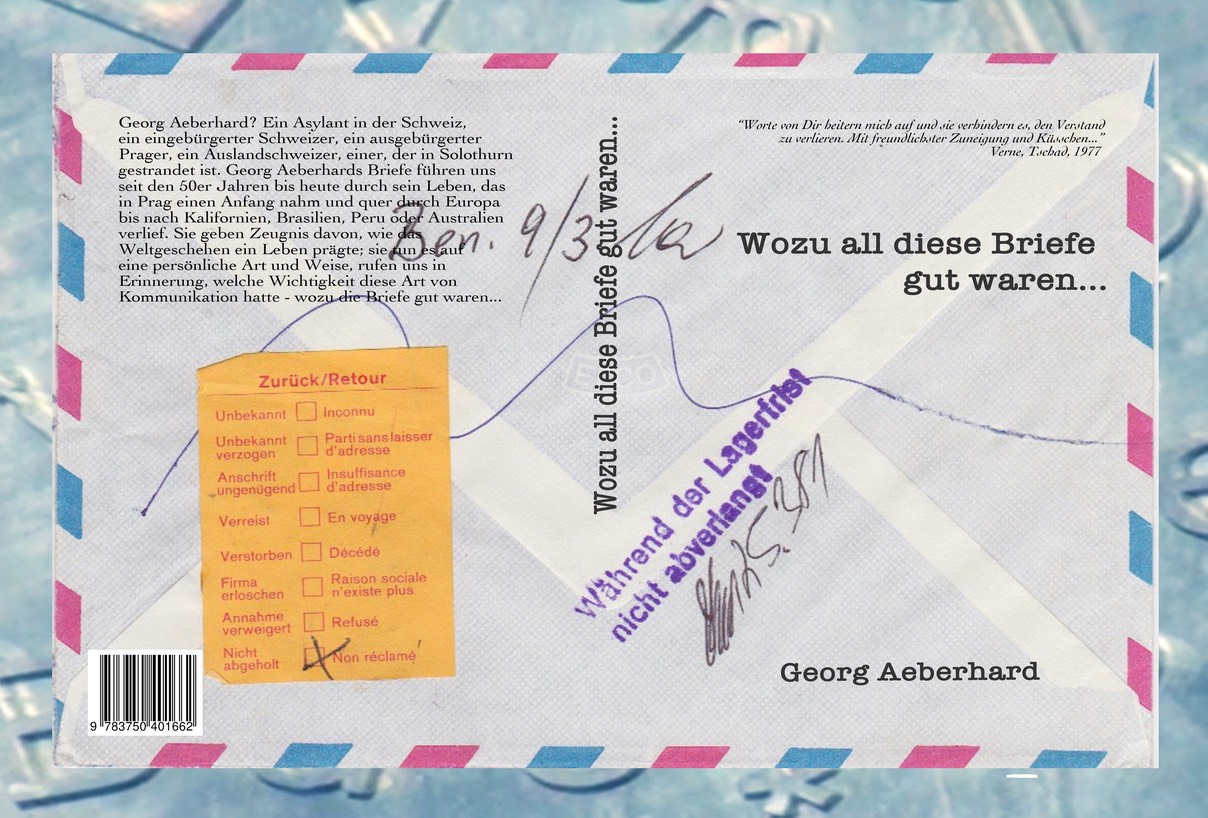 Georg Aeberhard? Ein Asylant in der Schweiz,
ein eingebürgerter Schweizer, ein ausgebürgerter
Prager, ein Auslandschweizer, einer, der in Solothurn
gestrandet ist. Georg Aeberhards Briefe führen uns
seit den 50er Jahren bis heute durch sein Leben, das
in Prag einen Anfang nahm und quer durch Europa
bis nach Kalifornien, Brasilien, Peru oder Australien
verlief. Sie geben Zeugnis davon, wie das
Weltgeschehen ein Leben prägte; sie tun es auf
eine persönliche Art und Weise, rufen uns in
Erinnerung, welche Wichtigkeit diese Art von
Kommunikation hatte - wozu die Briefe gut waren...
Ben. 9/3
Zurück/Retour
Unbekannt Inconnu
Unbekannt verzogen Parti sans laisser d'adresse
Anschrift ungenügend Insuffisance d'adresse
Verreist En voyage
Verstorben Décédé
Firma erloschen Raison sociale n'existe plus
Annahme verweigert Refusé
Nicht abgeholt Non réclamé
9 783750 401662
Wozu all diese Briefe gut waren...
"Worte von Dir heitern mich auf und sie verhindern es, den Verstand
zu verlieren. Mit freundlichster Zuneigung und Küsschen..."
Verne, Tschad, 1977
Wozu all diese Briefe
gut waren...
Während der Lagerfrist
nicht abverlangt
Georg Aeberhard